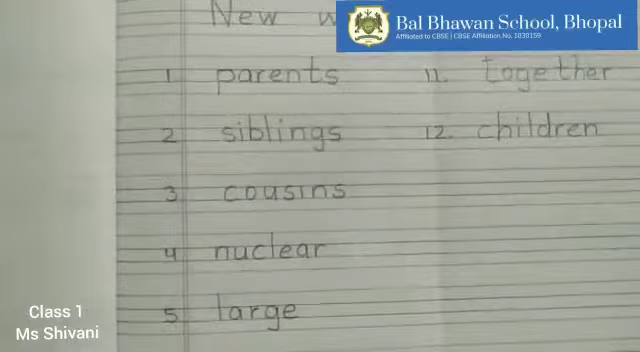 New w
Bal Bhawan School, Bhopal
Affiliated to CBSE | CBSE Affiliation No. 1030159
1 parents
11. together
2 siblings
12. children
3 cousins
4 nuclear
5 large
Class 1
Ms Shivani